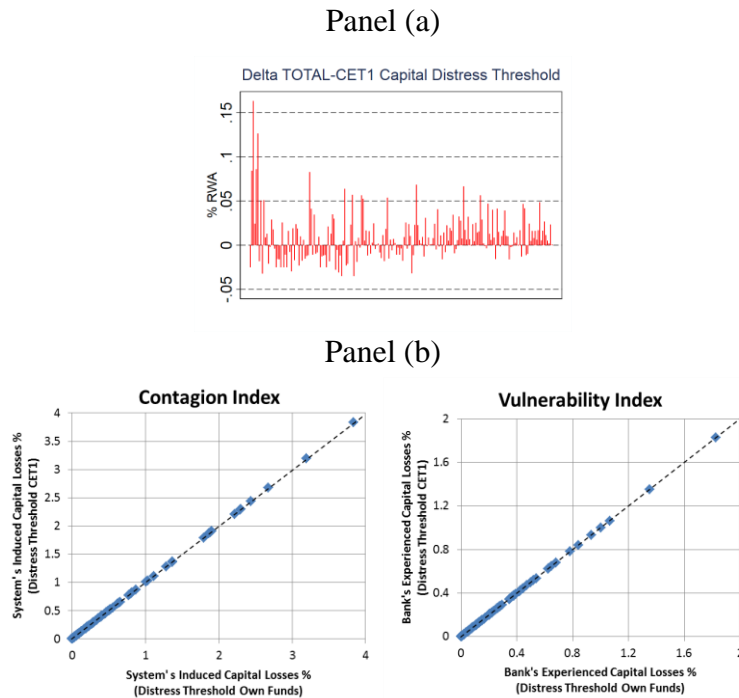 Panel (a)
Delta TOTAL-CET1 Capital Distress Threshold
% RWA
.15
.1
.05
0
-.05
Panel (b)
Contagion Index
System's Induced Capital Losses %
(Distress Threshold CET1)
4
3.5
3
2.5
2
1.5
1
0.5
0
0 1 2 3 4
System's Induced Capital Losses %
(Distress Threshold Own Funds)
Vulnerability Index
Bank's Experienced Capital Losses %
(Distress Threshold CET1)
2
1.6
1.2
0.8
0.4
0
0 0.4 0.8 1.2 1.6 2
Bank's Experienced Capital Losses %
(Distress Threshold Own Funds)